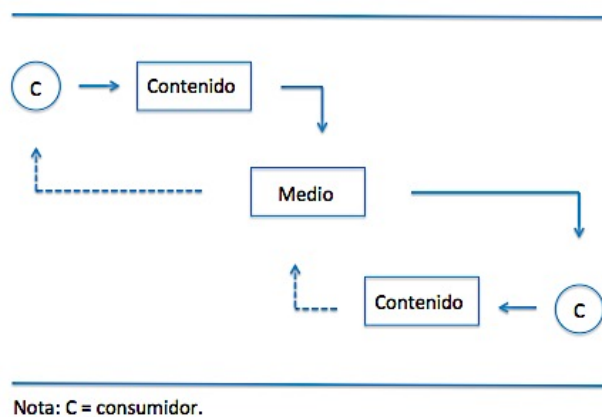 C
Contenido
Medio
Contenido
C
Nota: C = consumidor.